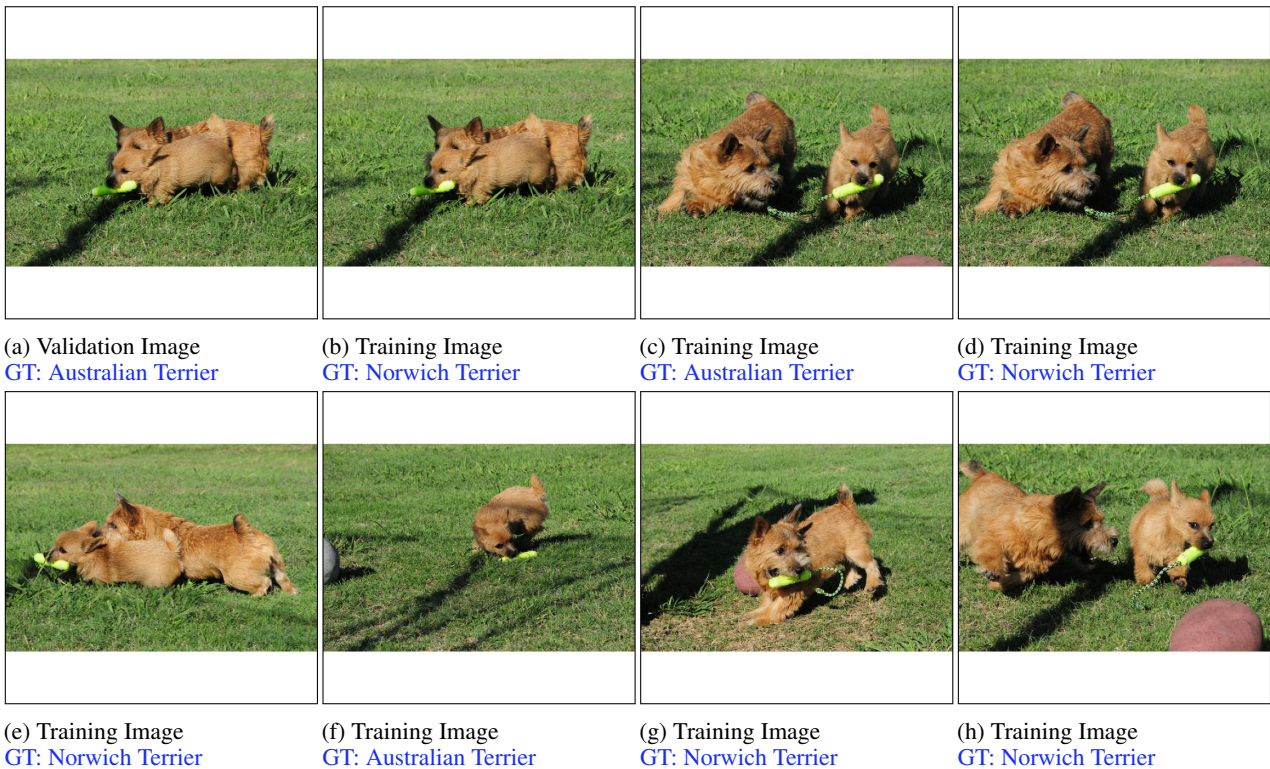 (a) Validation Image
GT: Australian Terrier
(b) Training Image
GT: Norwich Terrier
(c) Training Image
GT: Australian Terrier
(d) Training Image
GT: Norwich Terrier
(e) Training Image
GT: Norwich Terrier
(f) Training Image
GT: Australian Terrier
(g) Training Image
GT: Norwich Terrier
(h) Training Image
GT: Norwich Terrier